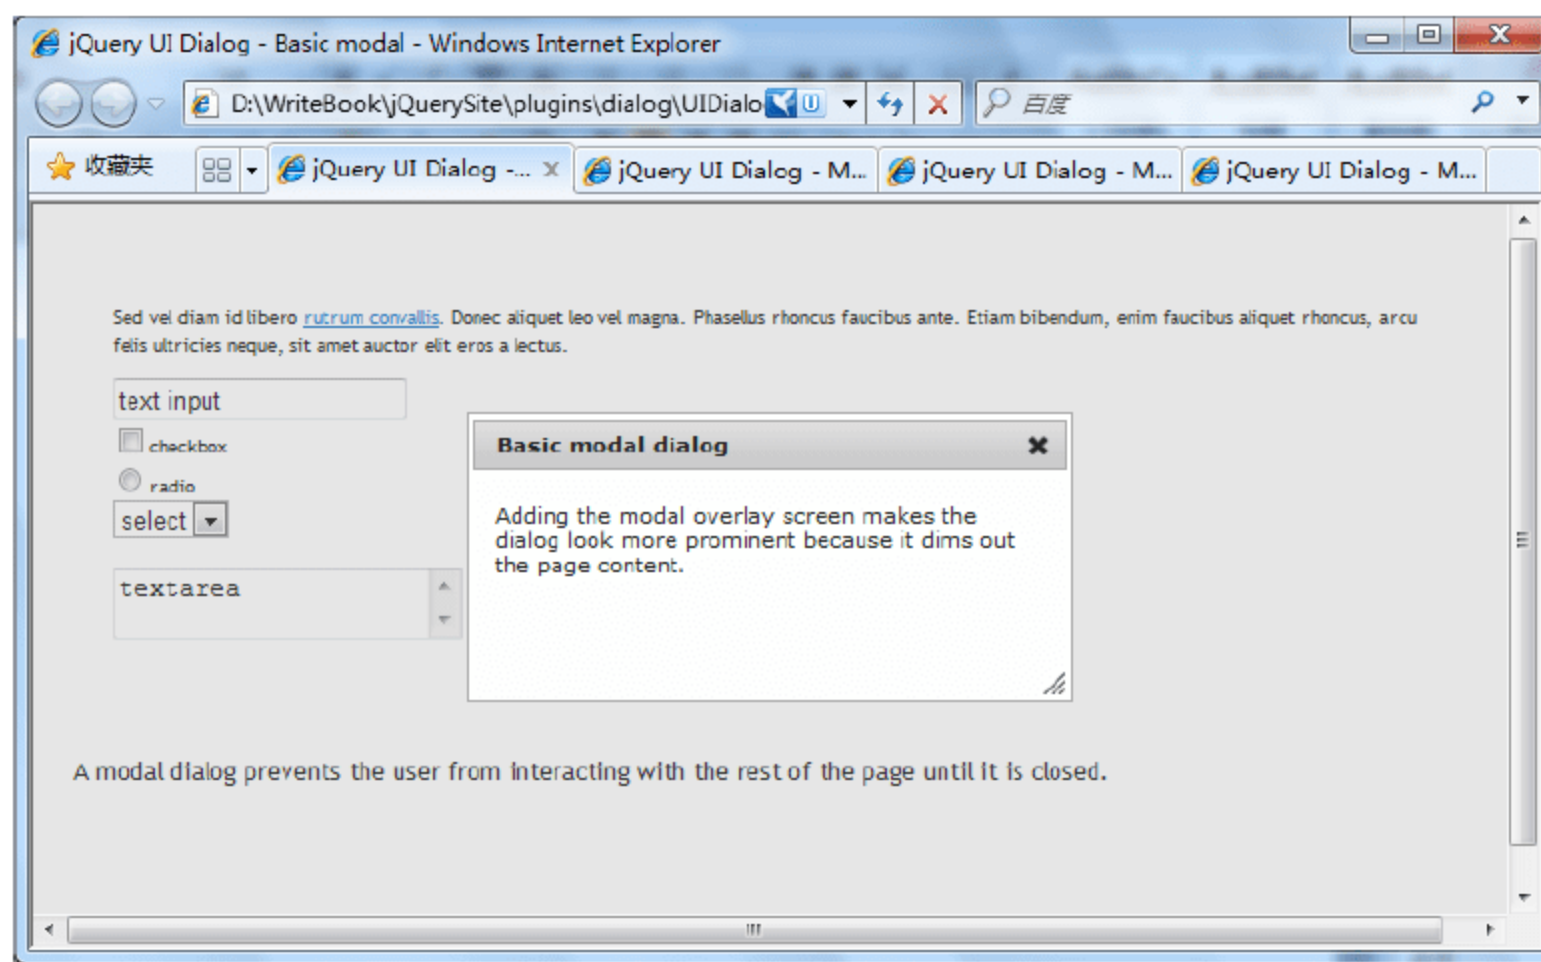 jQuery UI Dialog - Basic modal - Windows Internet Explorer
D:\WriteBook\jQuerySite\plugins\dialog\UIDialo
百度
收藏夹
jQuery UI Dialog -...
jQuery UI Dialog - M...
jQuery UI Dialog - M...
jQuery UI Dialog - M...
Sed vel diam id libero rutrum convallis. Donec aliquet leo vel magna. Phasellus rhoncus faucibus ante. Etiam bibendum, enim faucibus aliquet rhoncus, arcu
felis ultricies neque, sit amet auctor elit eros a lectus.
text input
checkbox
radio
select
textarea
Basic modal dialog
Adding the modal overlay screen makes the
dialog look more prominent because it dims out
the page content.
A modal dialog prevents the user from interacting with the rest of the page until it is closed.